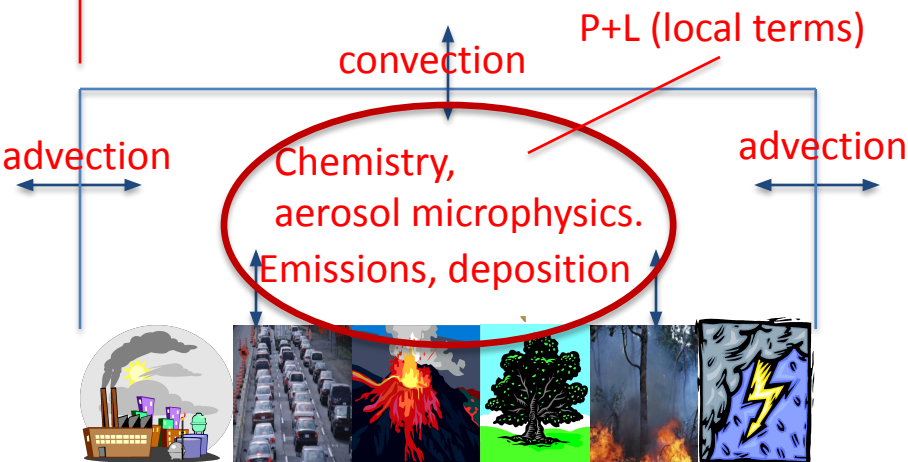 P+L (local terms)
convection
advection
advection
Chemistry,
aerosol microphysics.
Emissions, deposition